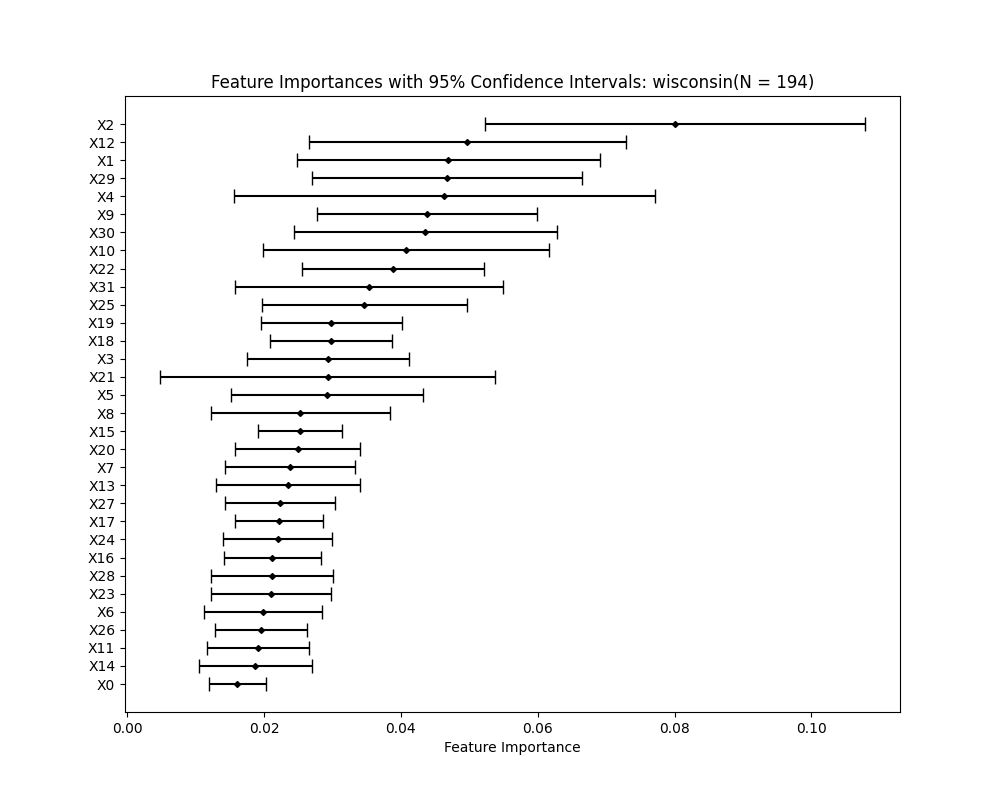 Feature Importances with 95% Confidence Intervals: wisconsin(N = 194)
X2
X12
X1
X29
X4
X9
X30
X10
X22
X31
X25
X19
X18
X3
X21
X5
X8
X15
X20
X7
X13
X27
X17
X24
X16
X28
X23
X6
X26
X11
X14
X0
0.00 0.02 0.04 0.06 0.08 0.10
Feature Importance